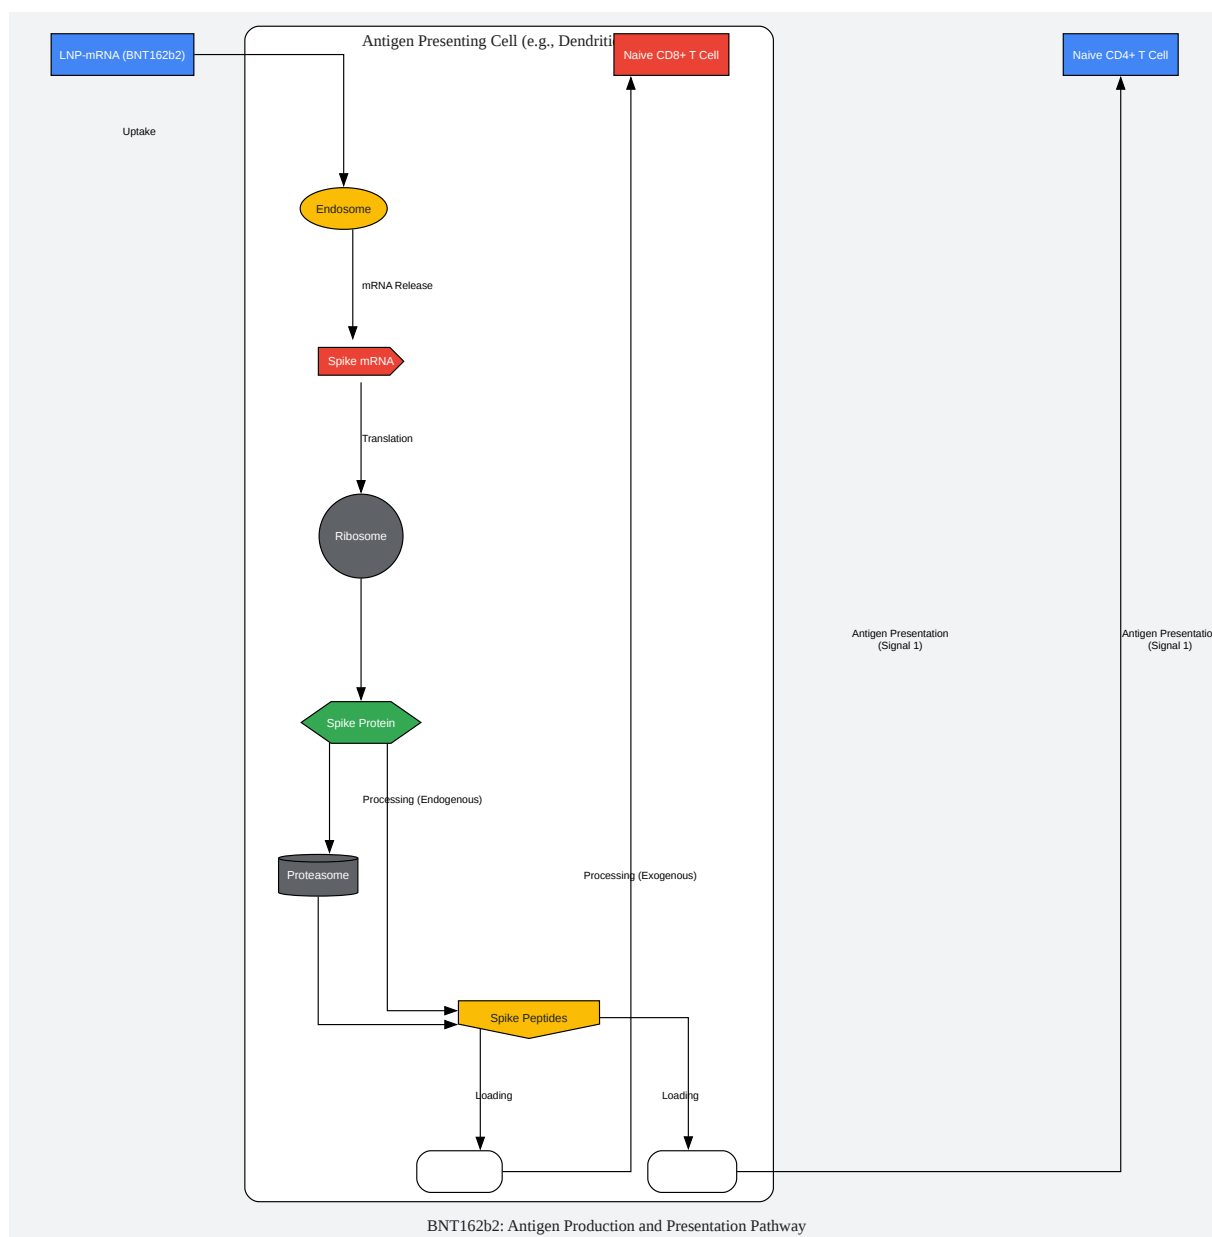 LNP-mRNA (BNT162b2)
Antigen Presenting Cell (e.g., Dendriti
Naive CD8+ T Cell
Naive CD4+ T Cell
Uptake
Endosome
mRNA Release
Spike mRNA
Translation
Ribosome
Antigen Presentation
(Signal 1)
Antigen Presentatio
(Signal 1)
Spike Protein
Processing (Endogenous)
Proteasome
Processing (Exogenous)
Spike Peptides
Loading
Loading
BNT162b2: Antigen Production and Presentation Pathway